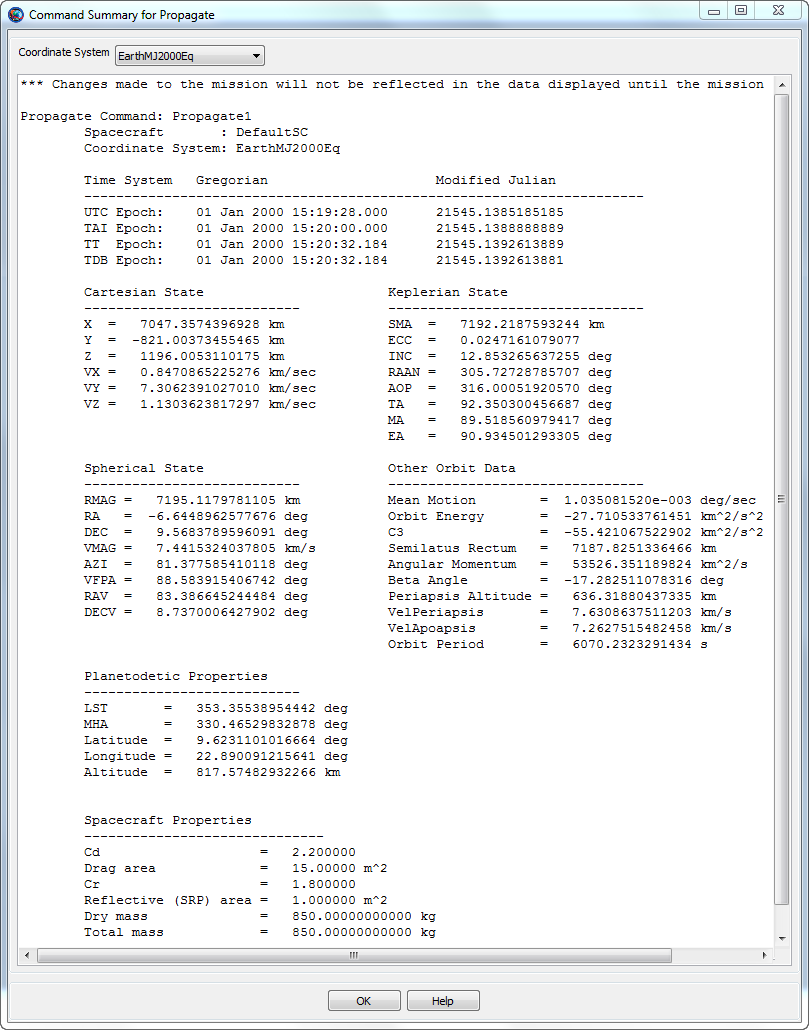 Command Summary for Propagate
Coordinate System EarthMJ2000Eq
*** Changes made to the mission will not be reflected in the data displayed until the mission
Propagate Command: Propagate1
Spacecraft : DefaultSC
Coordinate System: EarthMJ2000Eq
Time System Gregorian Modified Julian
----------------------------------------------------------------------
UTC Epoch: 01 Jan 2000 15:19:28.000 21545.1385185185
TAI Epoch: 01 Jan 2000 15:20:00.000 21545.1388888889
TT Epoch: 01 Jan 2000 15:20:32.184 21545.1392613889
TDB Epoch: 01 Jan 2000 15:20:32.184 21545.1392613881
Cartesian State Keplerian State
--------------------------- --------------------------------
X = 7047.3574396928 km SMA = 7192.2187593244 km
Y = -821.00373455465 km ECC = 0.0247161079077
Z = 1196.0053110175 km INC = 12.853265637255 deg
VX = 0.8470865225276 km/sec RAAN = 305.72728785707 deg
VY = 7.3062391027010 km/sec AOP = 316.00051920570 deg
VZ = 1.1303623817297 km/sec TA = 92.350300456687 deg
MA = 89.518560979417 deg
EA = 90.934501293305 deg
Spherical State Other Orbit Data
--------------------------- --------------------------------
RMAG = 7195.1179781105 km Mean Motion = 1.035081520e-003 deg/sec
RA = -6.6448962577676 deg Orbit Energy = -27.710533761451 km^2/s^2
DEC = 9.5683789596091 deg C3 = -55.421067522902 km^2/s^2
VMAG = 7.4415324037805 km/s Semilatus Rectum = 7187.8251336466 km
AZI = 81.377585410118 deg Angular Momentum = 53526.351189824 km^2/s
VFPA = 88.583915406742 deg Beta Angle = -17.282511078316 deg
RAV = 83.386645244484 deg Periapsis Altitude = 636.31880437335 km
DECV = 8.7370006427902 deg VelPeriapsis = 7.6308637511203 km/s
VelApoapsis = 7.2627515482458 km/s
Orbit Period = 6070.2323291434 s
Planetodetic Properties
---------------------------
LST = 353.35538954442 deg
MHA = 330.46529832878 deg
Latitude = 9.6231101016664 deg
Longitude = 22.890091215641 deg
Altitude = 817.57482932266 km
Spacecraft Properties
------------------------------
Cd = 2.200000
Drag area = 15.00000 m^2
Cr = 1.800000
Reflective (SRP) area = 1.000000 m^2
Dry mass = 850.00000000000 kg
Total mass = 850.00000000000 kg
OK Help